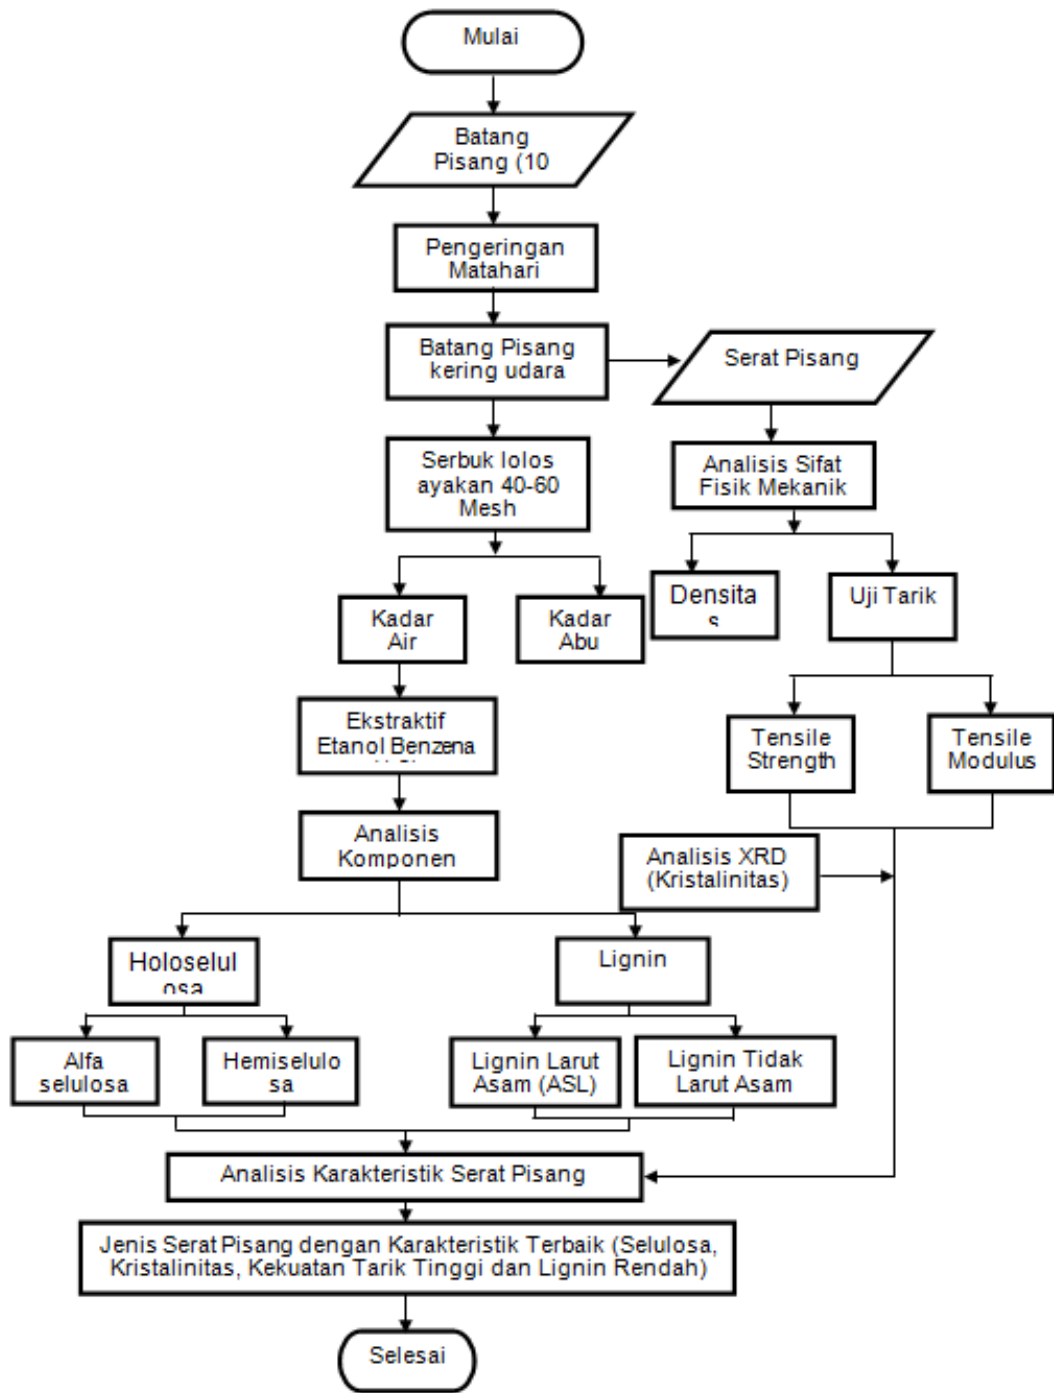 Mulai
Batang
Pisang (10
Pengeringan
Matahari
Batang Pisang
kering udara
Serat Pisang
Serbuk lolos
ayakan 40-60
Mesh
Analisis Sifat
Fisik Mekanik
Kadar
Air
Kadar
Abu
Densita
s
Uji Tarik
Ekstraktif
Etanol Benzena
Tensile
Strength
Tensile
Modulus
Analisis
Komponen
Analisis XRD
(Kristalinitas)
Holoselul
osa
Lignin
Alfa
selulosa
Hemiselulo
sa
Lignin Larut
Asam (ASL)
Lignin Tidak
Larut Asam
Analisis Karakteristik Serat Pisang
Jenis Serat Pisang dengan Karakteristik Terbaik (Selulosa,
Kristalinitas, Kekuatan Tarik Tinggi dan Lignin Rendah)
Selesai